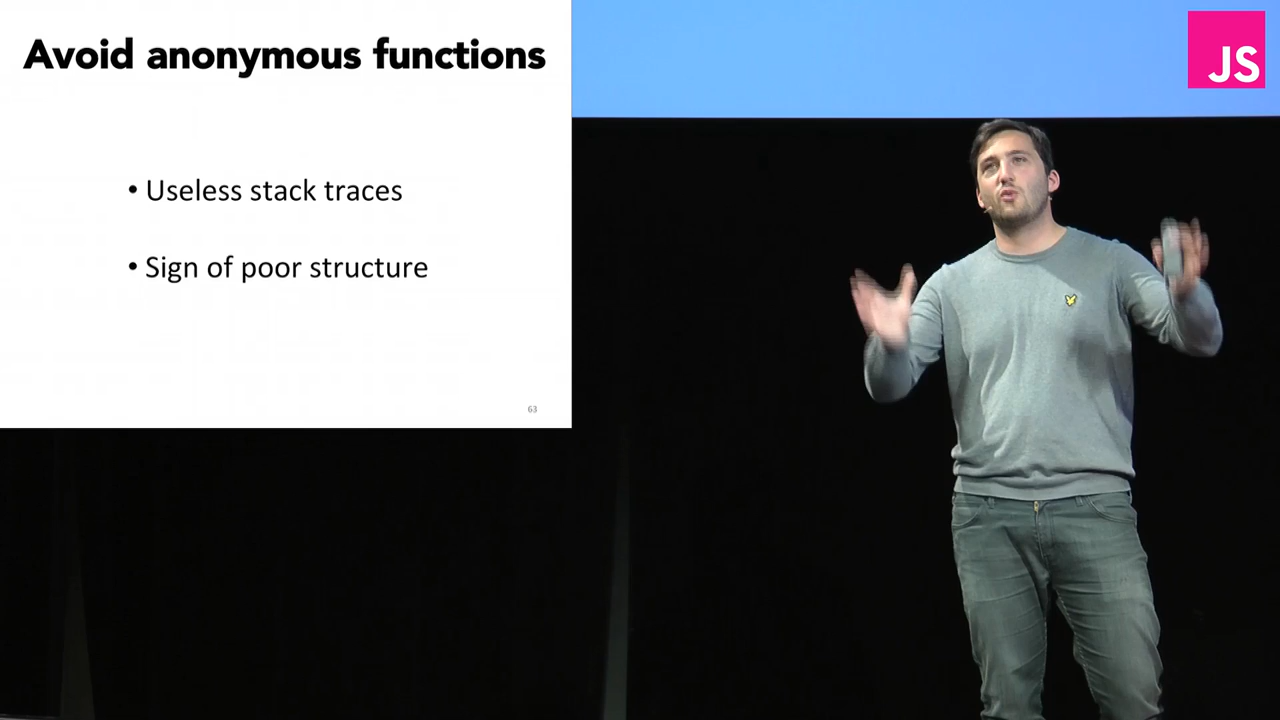 Avoid anonymous functions
• Useless stack traces
• Sign of poor structure
63
JS